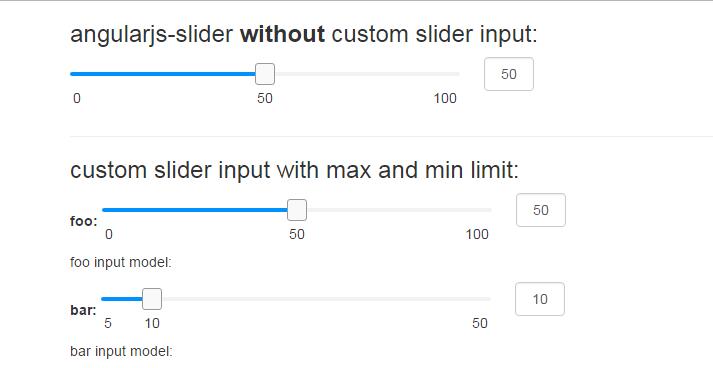 angularjs-slider without custom slider input:
50
0 50 100
custom slider input with max and min limit:
foo: 50
0 50 100
foo input model:
bar: 10
5 10 50
bar input model: